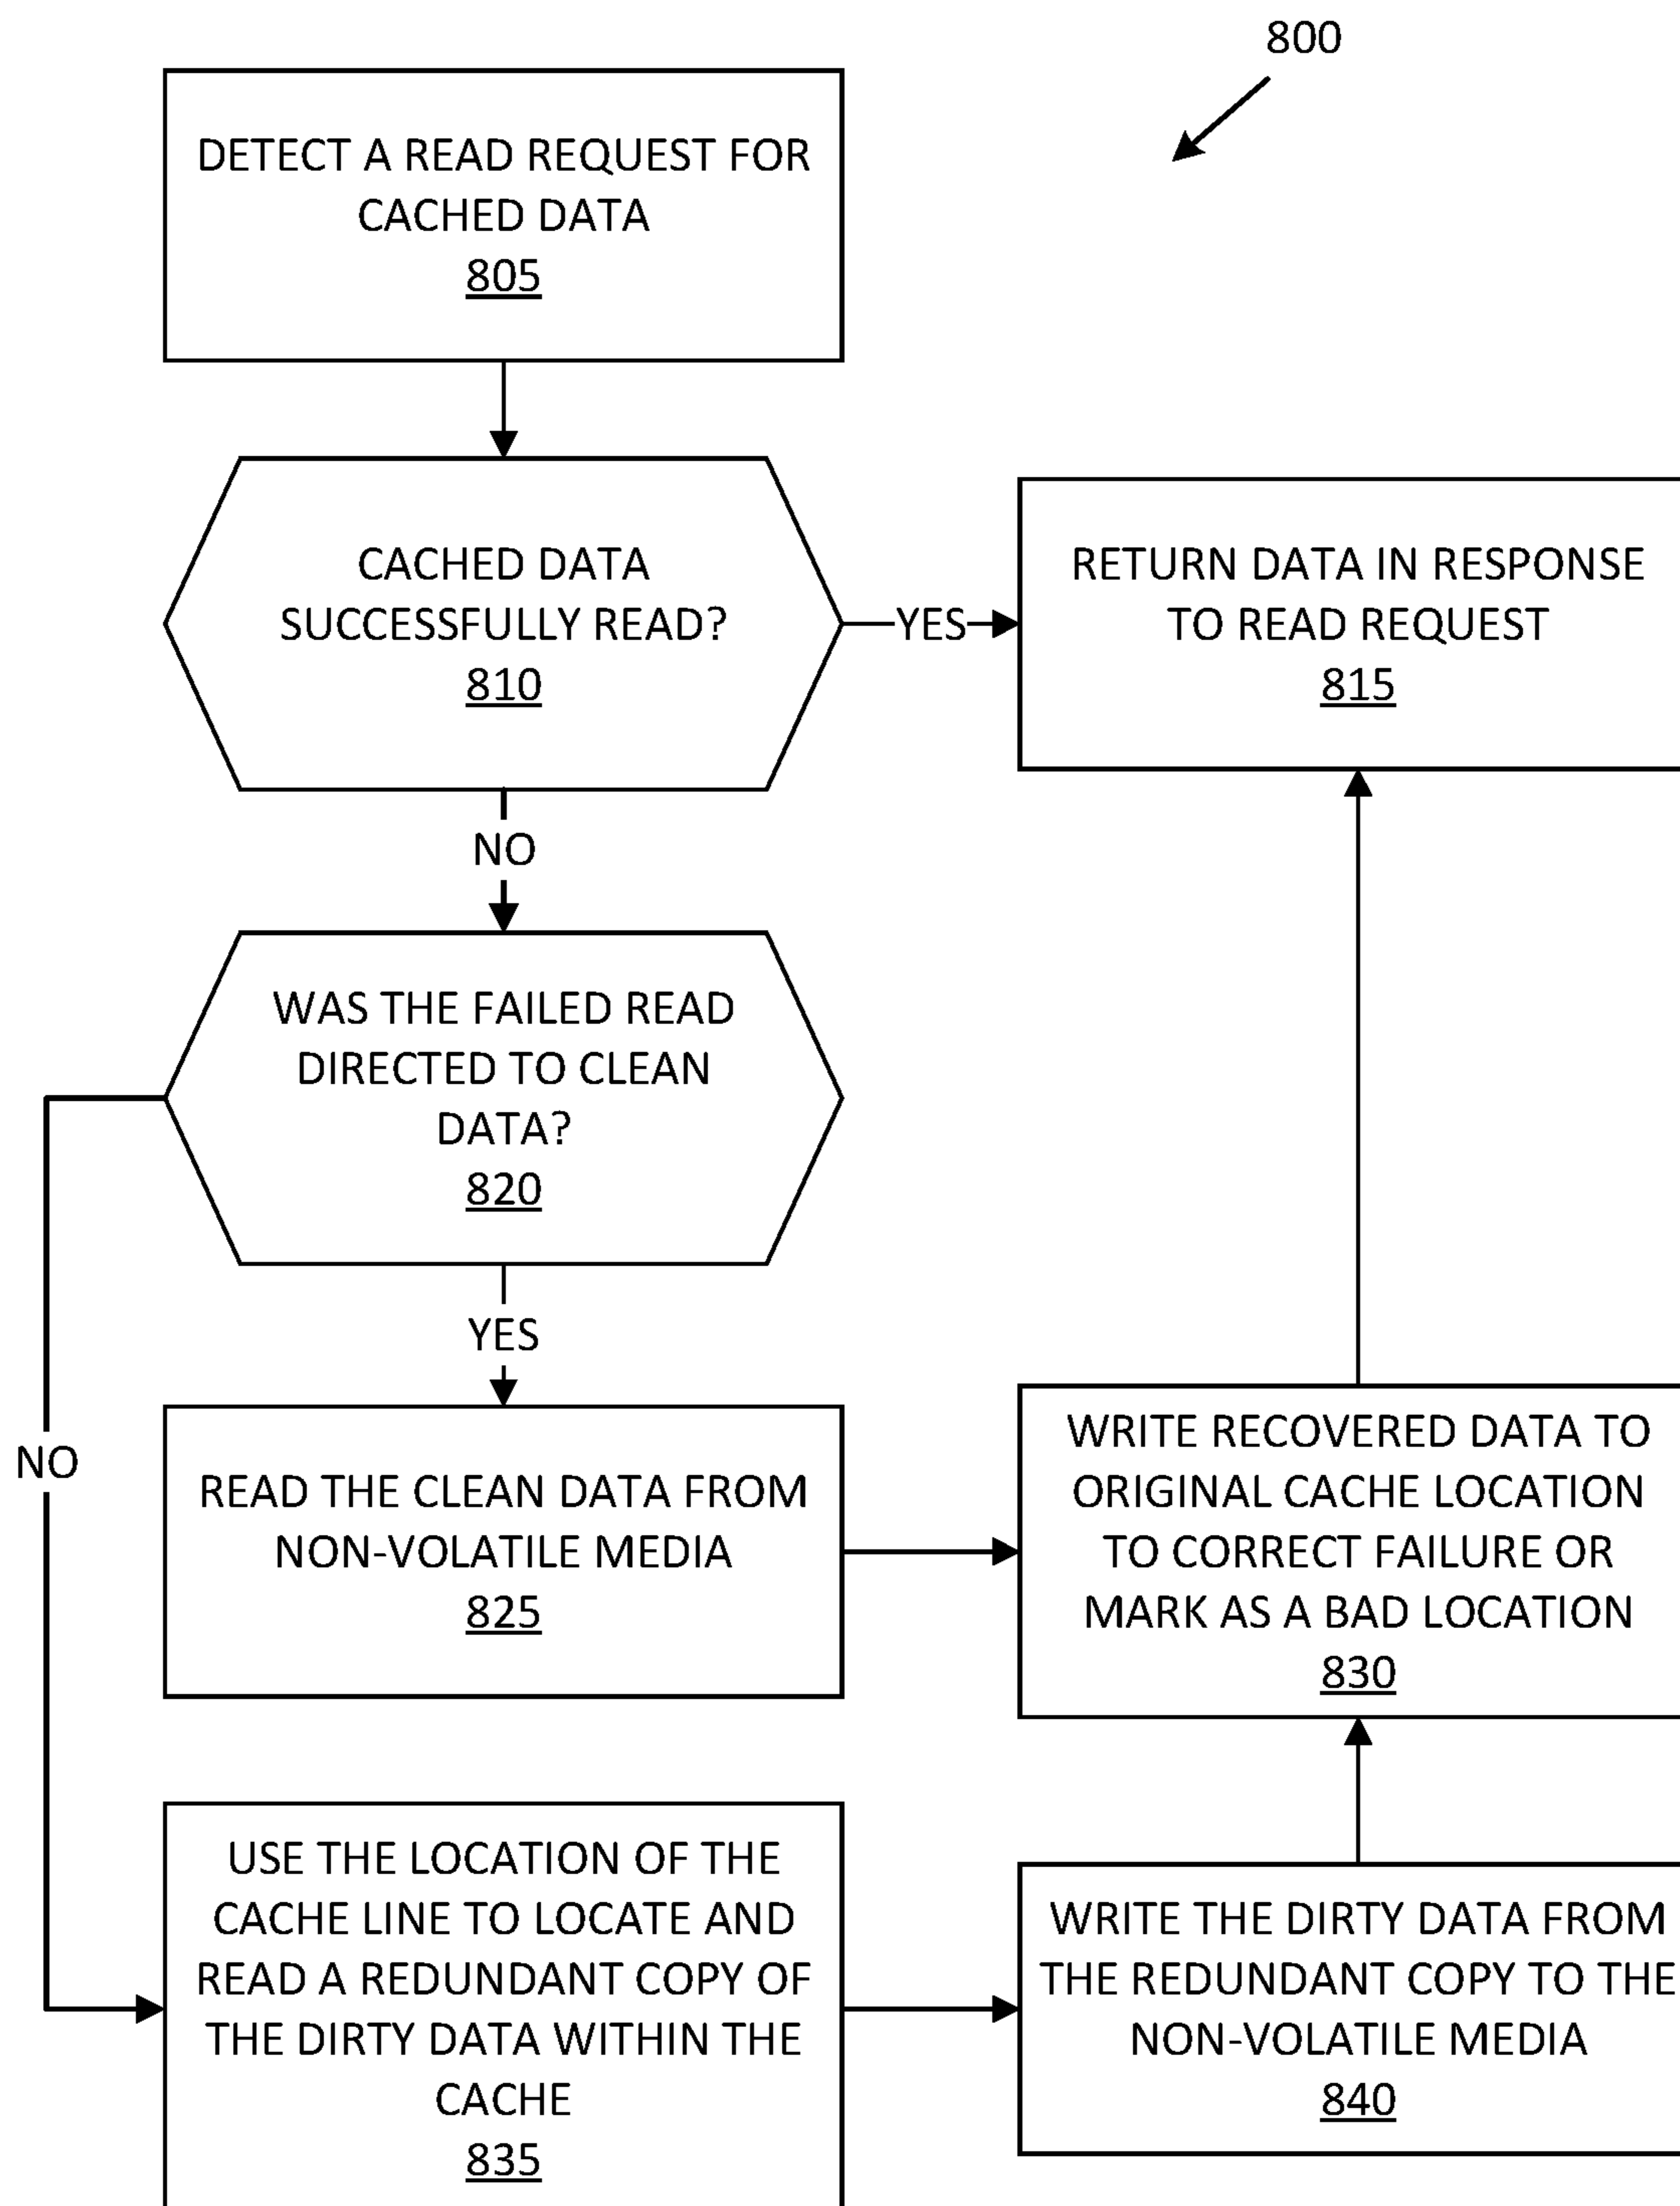 800
DETECT A READ REQUEST FOR
CACHED DATA
805
CACHED DATA
SUCCESSFULLY READ?
810
YES
RETURN DATA IN RESPONSE
TO READ REQUEST
815
NO
WAS THE FAILED READ
DIRECTED TO CLEAN
DATA?
820
YES
NO
READ THE CLEAN DATA FROM
NON-VOLATILE MEDIA
825
WRITE RECOVERED DATA TO
ORIGINAL CACHE LOCATION
TO CORRECT FAILURE OR
MARK AS A BAD LOCATION
830
USE THE LOCATION OF THE
CACHE LINE TO LOCATE AND
READ A REDUNDANT COPY OF
THE DIRTY DATA WITHIN THE
CACHE
835
WRITE THE DIRTY DATA FROM
THE REDUNDANT COPY TO THE
NON-VOLATILE MEDIA
840